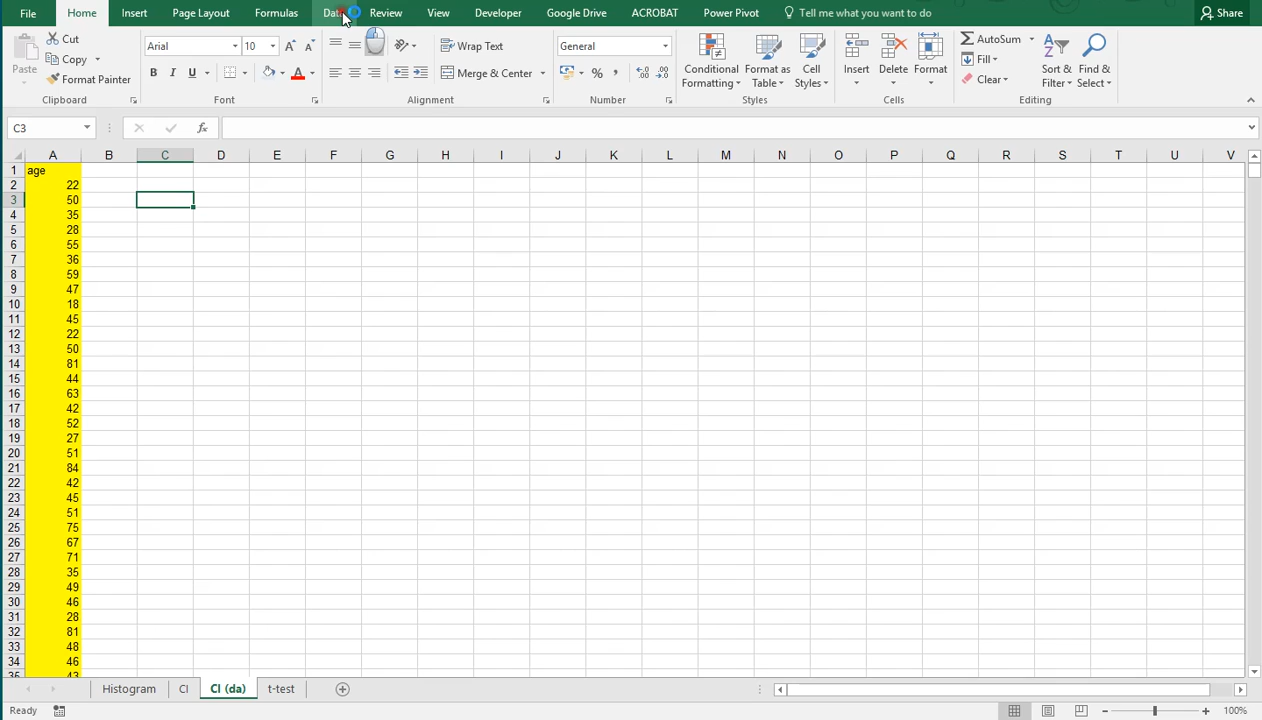 File Home Insert Page Layout Formulas Review View Developer Google Drive ACROBAT Power Pivot Tell me what you want to do Share
Cut
Copy
Format Painter
Paste
Clipboard
Arial 10
B I U
Font
Wrap Text
Merge & Center
Alignment
General
%
Number
Conditional Formatting
Format as Table
Cell Styles
Styles
Insert
Delete
Format
Cells
AutoSum
Fill
Clear
Sort & Filter
Find & Select
Editing
C3
fx
A B C D E F G H I J K L M N O P Q R S T U V
1 age
2 22
3 50
4 35
5 28
6 55
7 36
8 59
9 47
10 18
11 45
12 22
13 50
14 81
15 44
16 63
17 42
18 52
19 27
20 51
21 84
22 42
23 45
24 51
25 75
26 67
27 71
28 35
29 49
30 46
31 28
32 81
33 48
34 46
36 43
Histogram CI CI (da) t-test
Ready
100%